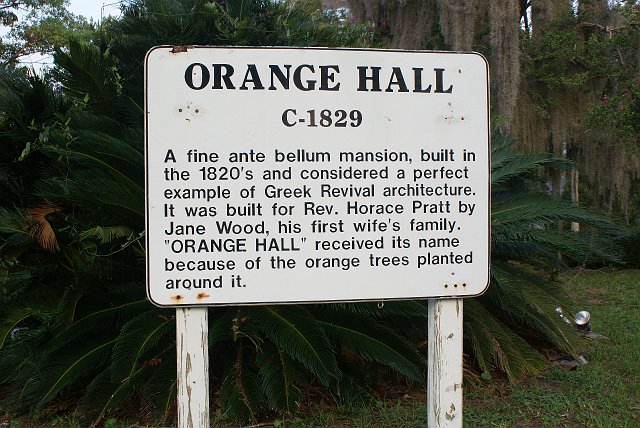 ORANGE HALL
C-1829
A fine ante bellum mansion, built in
the 1820's and considered a perfect
example of Greek Revival architecture.
It was built for Rev. Horace Pratt by
Jane Wood, his first wife's family.
"ORANGE HALL" received its name
because of the orange trees planted
around it.